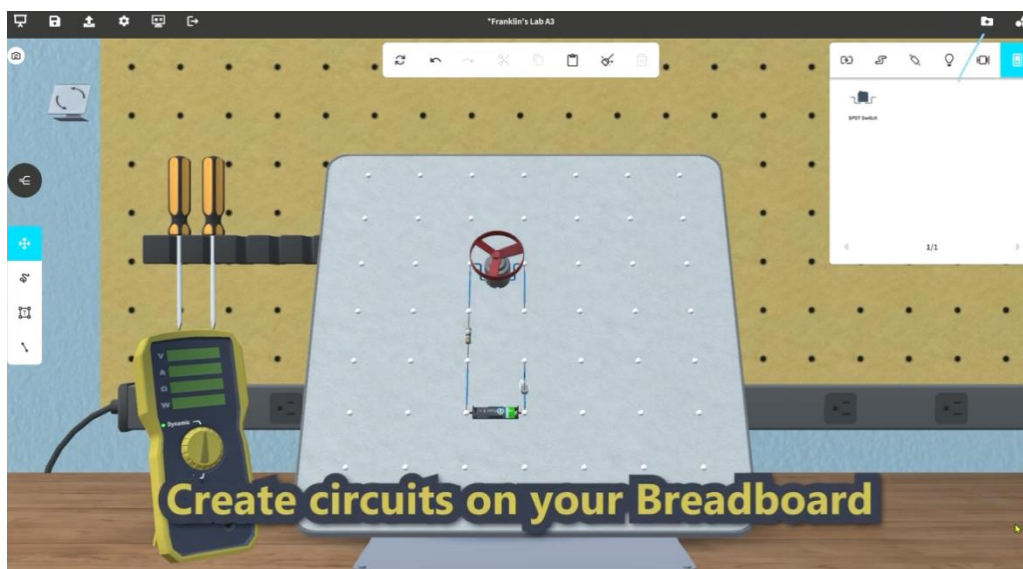 *Franklin's Lab A3
SPST Switch
1/1
V
A
Ω
W
Dynamic
Create circuits on your Breadboard